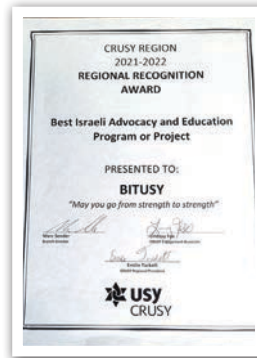 CRUSY REGION
2021-2022
REGIONAL RECOGNITION
AWARD
Best Israeli Advocacy and Education
Program or Project
PRESENTED TO:
BITUSY
"May you go from strength to strength"
USY
CRUSY